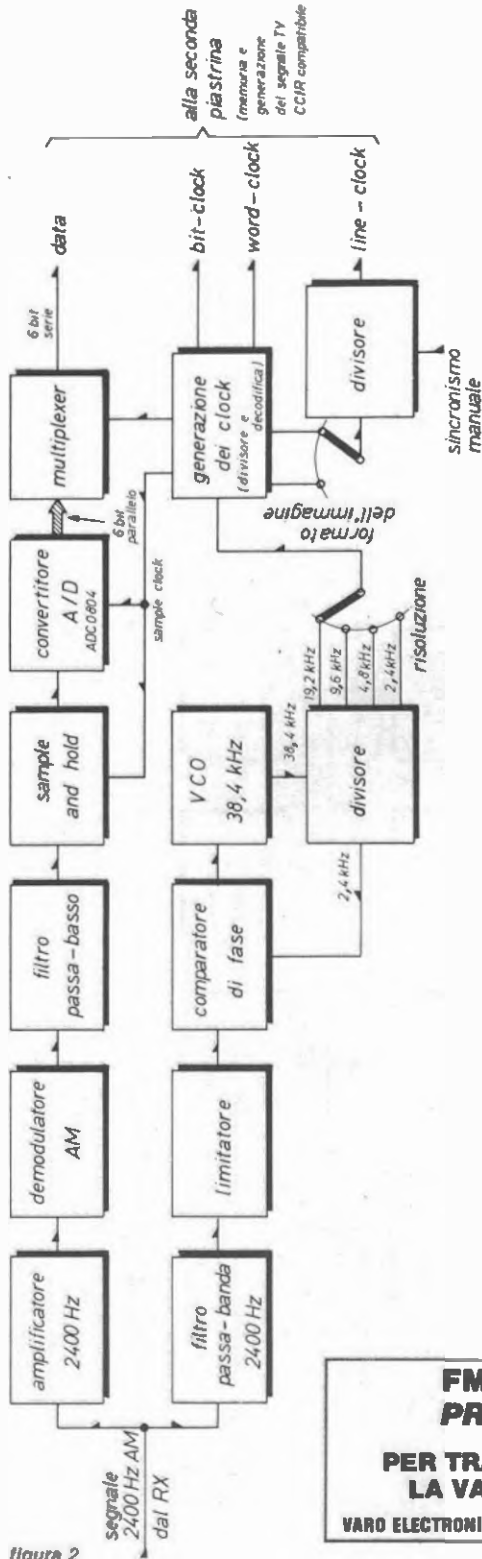 figura 2
segnale
2400 Hz AM
dal RX
amplificatore
2400 Hz
demodulatore
AM
filtro
passa-basso
sample
and hold
convertitore
A/D
ADC0804
6 bit
parallelo
multiplexer
6 bit
serie
data
sample clock
filtro
passa-banda
2400 Hz
limitatore
comparatore
di fase
VCO
38,4 kHz
38,4 kHz
2,4 kHz
divisore
19,2 kHz
9,6 kHz
4,8 kHz
2,4 kHz
risoluzione
generazione
dei clock
(divisore e
decodifica)
formato
dell'immagine
bit-clock
word-clock
divisore
line-clock
sincronismo
manuale
alla seconda
piastrina
(memoria e
generazione
del segnale TV
CCIR compatibile
FM
PR
PER TRA
LA VA
VARO ELECTRONI